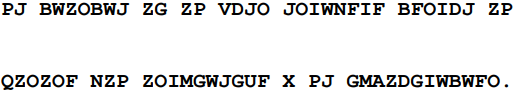 PJ BWZOBWJ ZG ZP VDJO JOIWNFIF BFOIDJ ZP
QZOZOF NZP ZOIMGWJGUF X PJ GMAZDGIWBWFO.